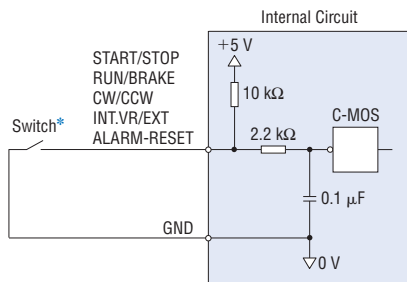 Internal Circuit
+5 V
START/STOP
RUN/BRAKE
CW/CCW
INT.VR/EXT
ALARM-RESET
10 kΩ
C-MOS
Switch*
2.2 kΩ
0.1 μF
GND
0 V